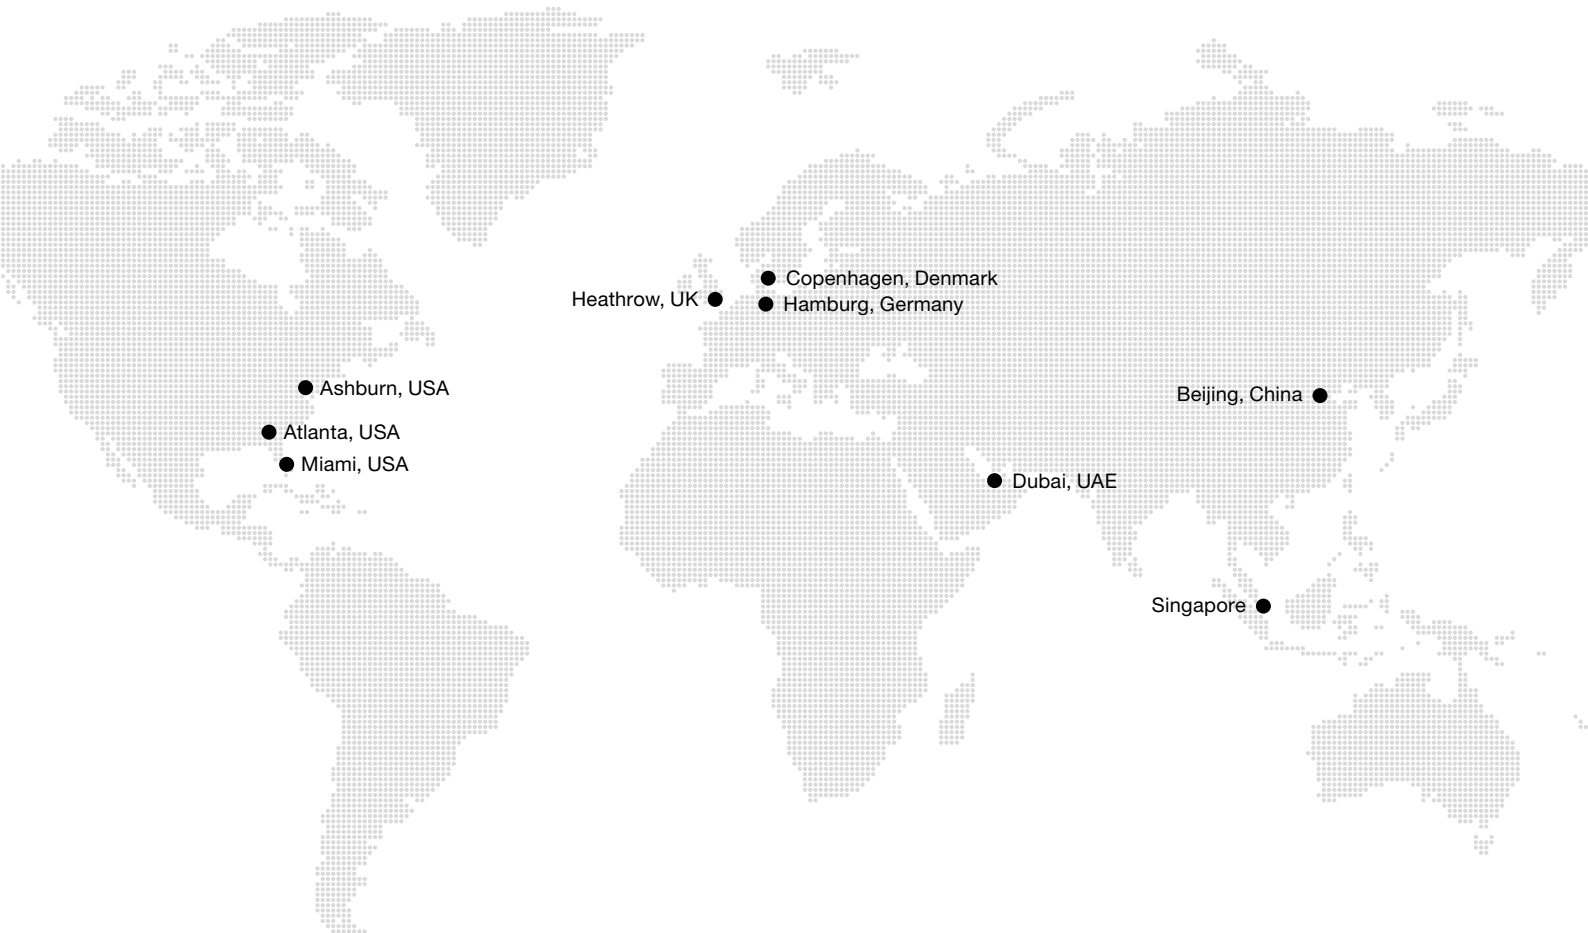 Copenhagen, Denmark
Heathrow, UK
Hamburg, Germany
Ashburn, USA
Beijing, China
Atlanta, USA
Miami, USA
Dubai, UAE
Singapore